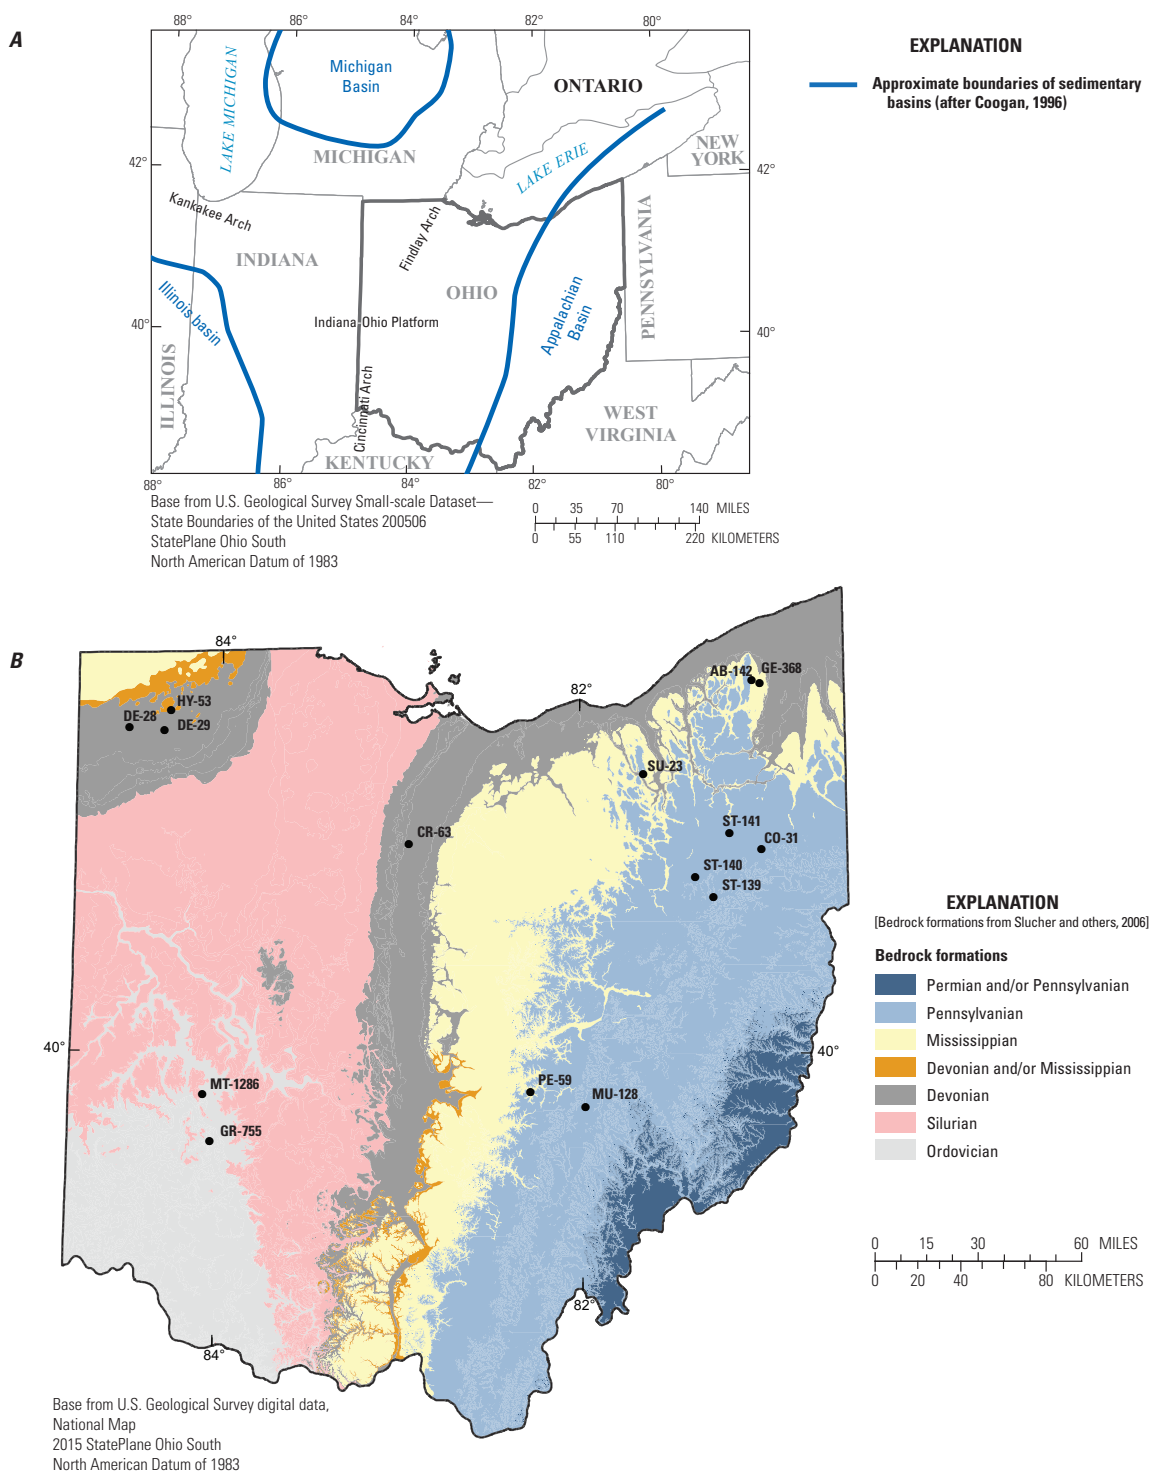 A
88°
86°
84°
82°
80°
LAKE MICHIGAN
Michigan
Basin
ONTARIO
MICHIGAN
LAKE ERIE
NEW
YORK
42°
42°
Kankakee Arch
Findlay Arch
PENNSYLVANIA
INDIANA
OHIO
Illinois basin
Indiana-Ohio Platform
Appalachian
Basin
40°
40°
ILLINOIS
Cincinnati Arch
WEST
VIRGINIA
KENTUCKY
88°
86°
84°
82°
80°
EXPLANATION
Approximate boundaries of sedimentary
basins (after Coogan, 1996)
Base from U.S. Geological Survey Small-scale Dataset—
State Boundaries of the United States 200506
StatePlane Ohio South
North American Datum of 1983
0 35 70 140 MILES
0 55 110 220 KILOMETERS
B
84°
82°
AB-142
GE-368
HY-53
DE-28
DE-29
SU-23
ST-141
CR-63
CO-31
ST-140
ST-139
40°
40°
MT-1286
PE-59
MU-128
GR-755
82°
84°
EXPLANATION
[Bedrock formations from Slucher and others, 2006]
Bedrock formations
Permian and/or Pennsylvanian
Pennsylvanian
Mississippian
Devonian and/or Mississippian
Devonian
Silurian
Ordovician
0 15 30 60 MILES
0 20 40 80 KILOMETERS
Base from U.S. Geological Survey digital data,
National Map
2015 StatePlane Ohio South
North American Datum of 1983